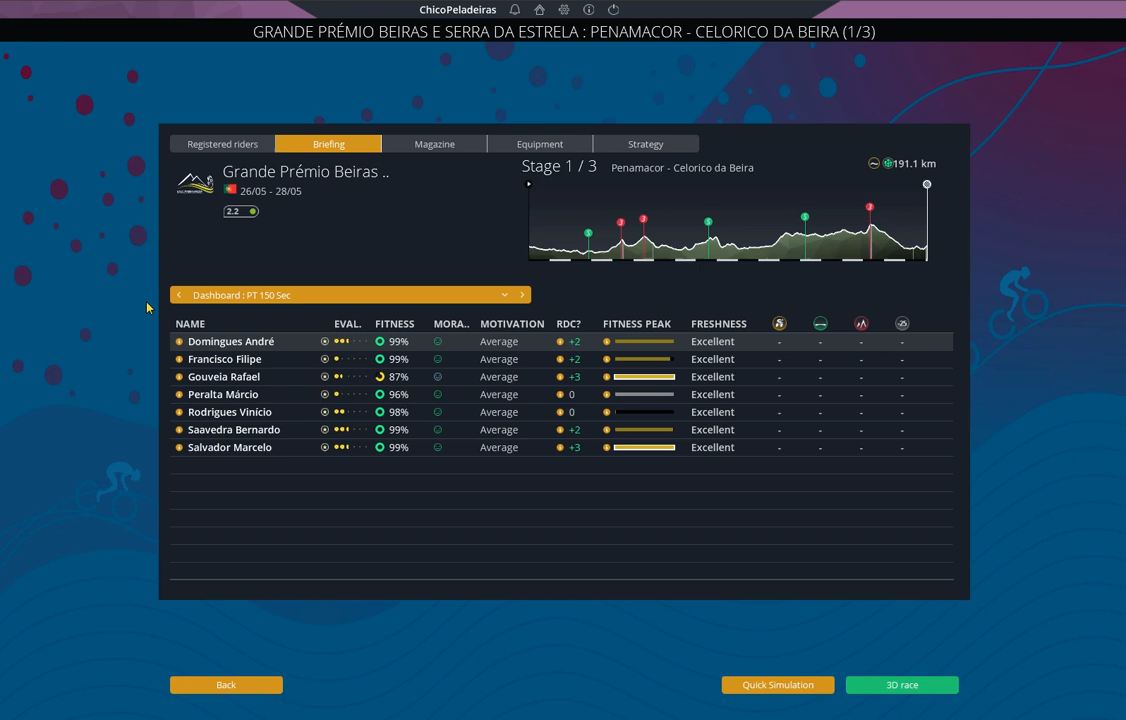 ChicoPeladeiras
GRANDE PRÉMIO BEIRAS E SERRA DA ESTRELA : PENAMACOR - CELORICO DA BEIRA (1/3)
Registered riders Briefing Magazine Equipment Strategy
Grande Prémio Beiras ..
26/05 - 28/05
2.2
Stage 1 / 3 Penamacor - Celorico da Beira 191.1 km
S 3 3 S S 3
Dashboard : PT 150 Sec
NAME EVAL. FITNESS MORA.. MOTIVATION RDC? FITNESS PEAK FRESHNESS
Domingues André 99% Average +2 Excellent - - - -
Francisco Filipe 99% Average +2 Excellent - - - -
Gouveia Rafael 87% Average +3 Excellent - - - -
Peralta Márcio 96% Average 0 Excellent - - - -
Rodrigues Vinício 98% Average 0 Excellent - - - -
Saavedra Bernardo 99% Average +2 Excellent - - - -
Salvador Marcelo 99% Average +3 Excellent - - - -
Back Quick Simulation 3D race